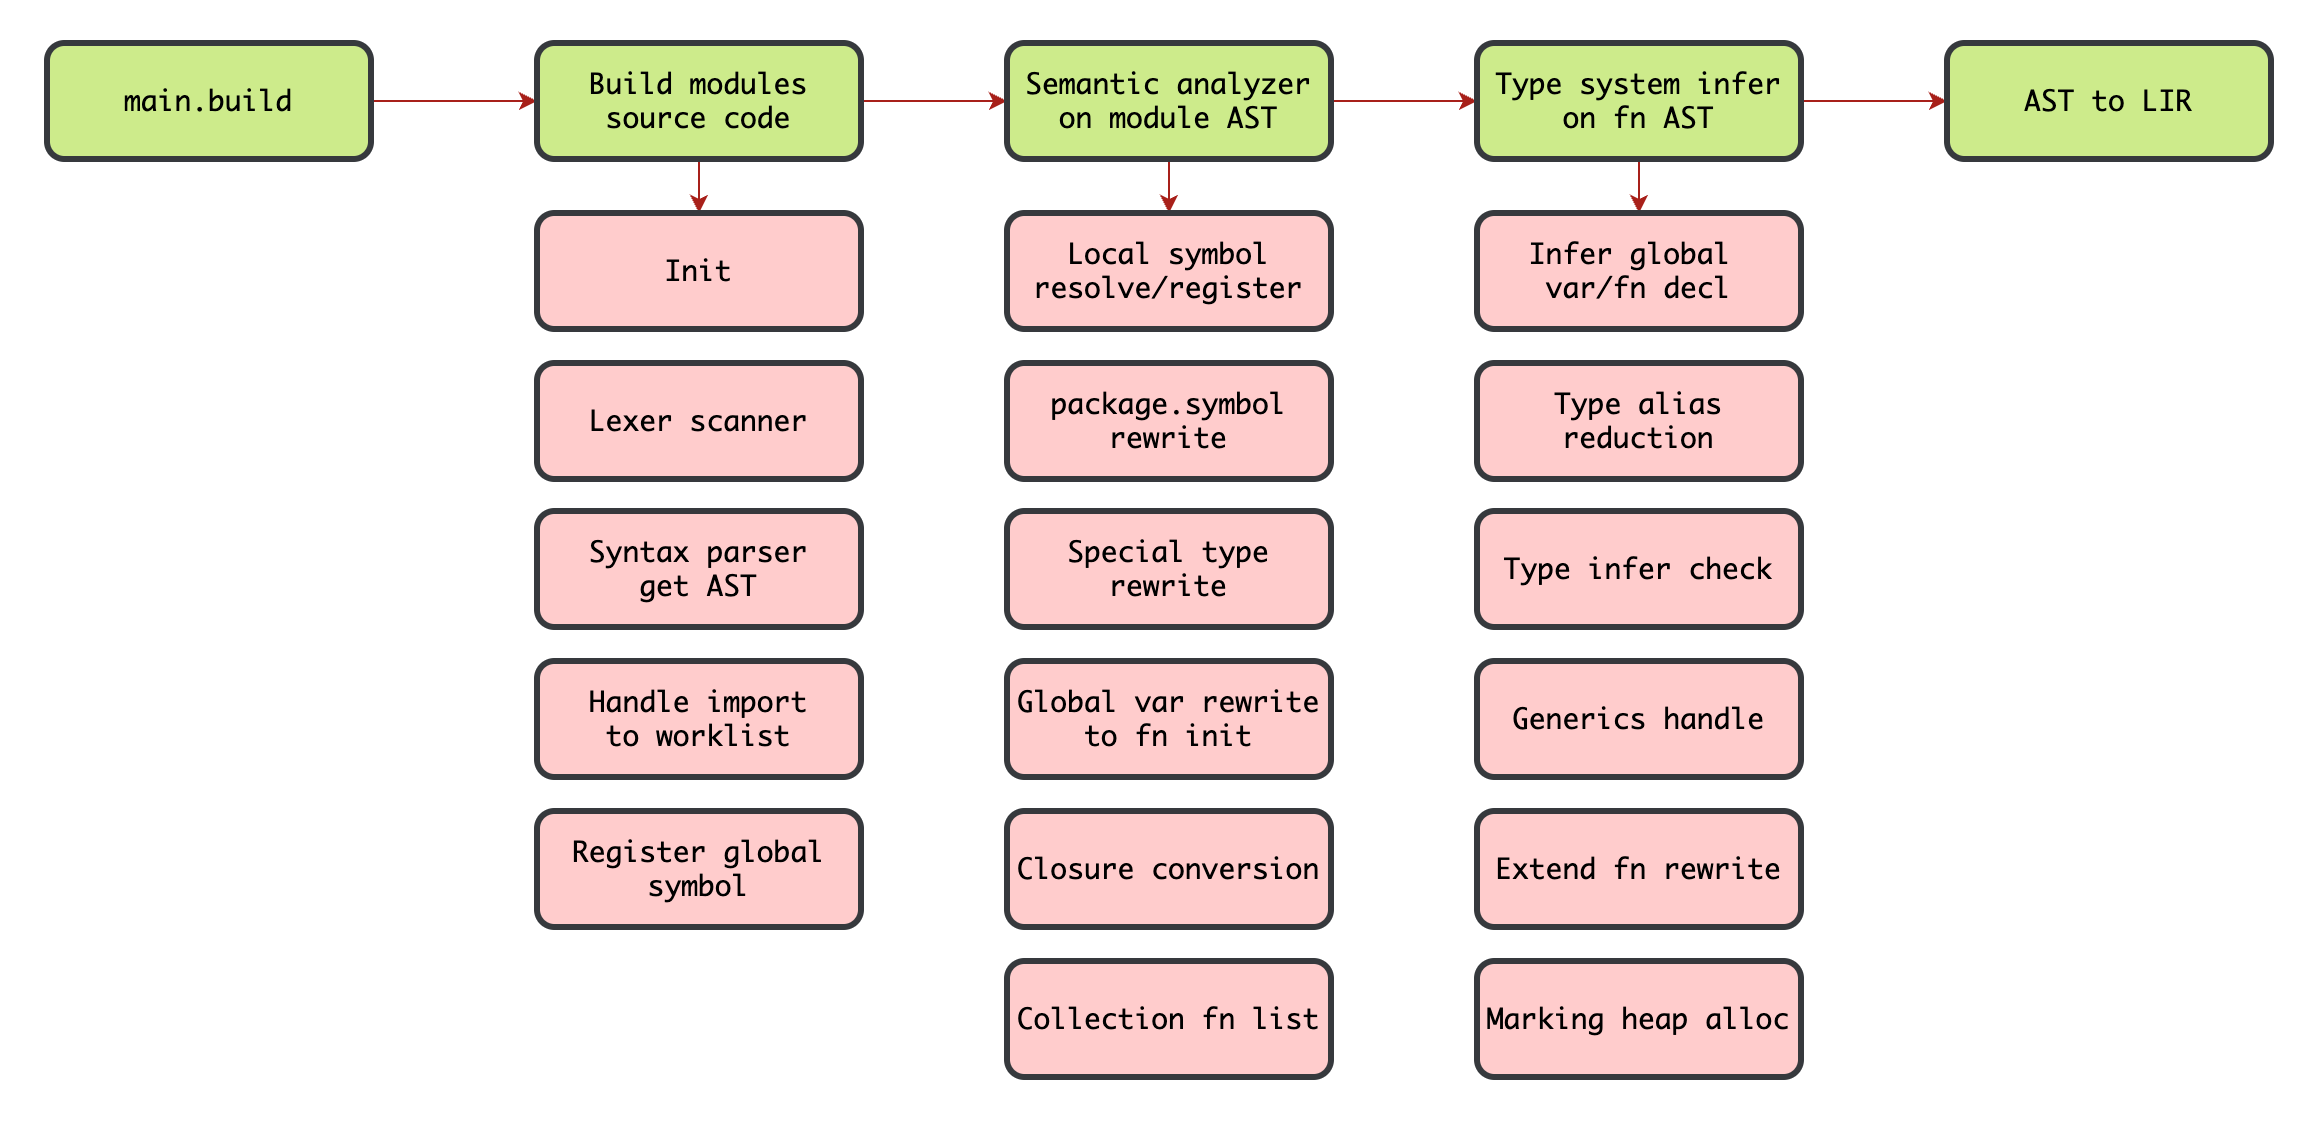 main.build
Build modules
source code
Semantic analyzer
on module AST
Type system infer
on fn AST
AST to LIR
Init
Lexer scanner
Syntax parser
get AST
Handle import
to worklist
Register global
symbol
Local symbol
resolve/register
package.symbol
rewrite
Special type
rewrite
Global var rewrite
to fn init
Closure conversion
Collection fn list
Infer global
var/fn decl
Type alias
reduction
Type infer check
Generics handle
Extend fn rewrite
Marking heap alloc